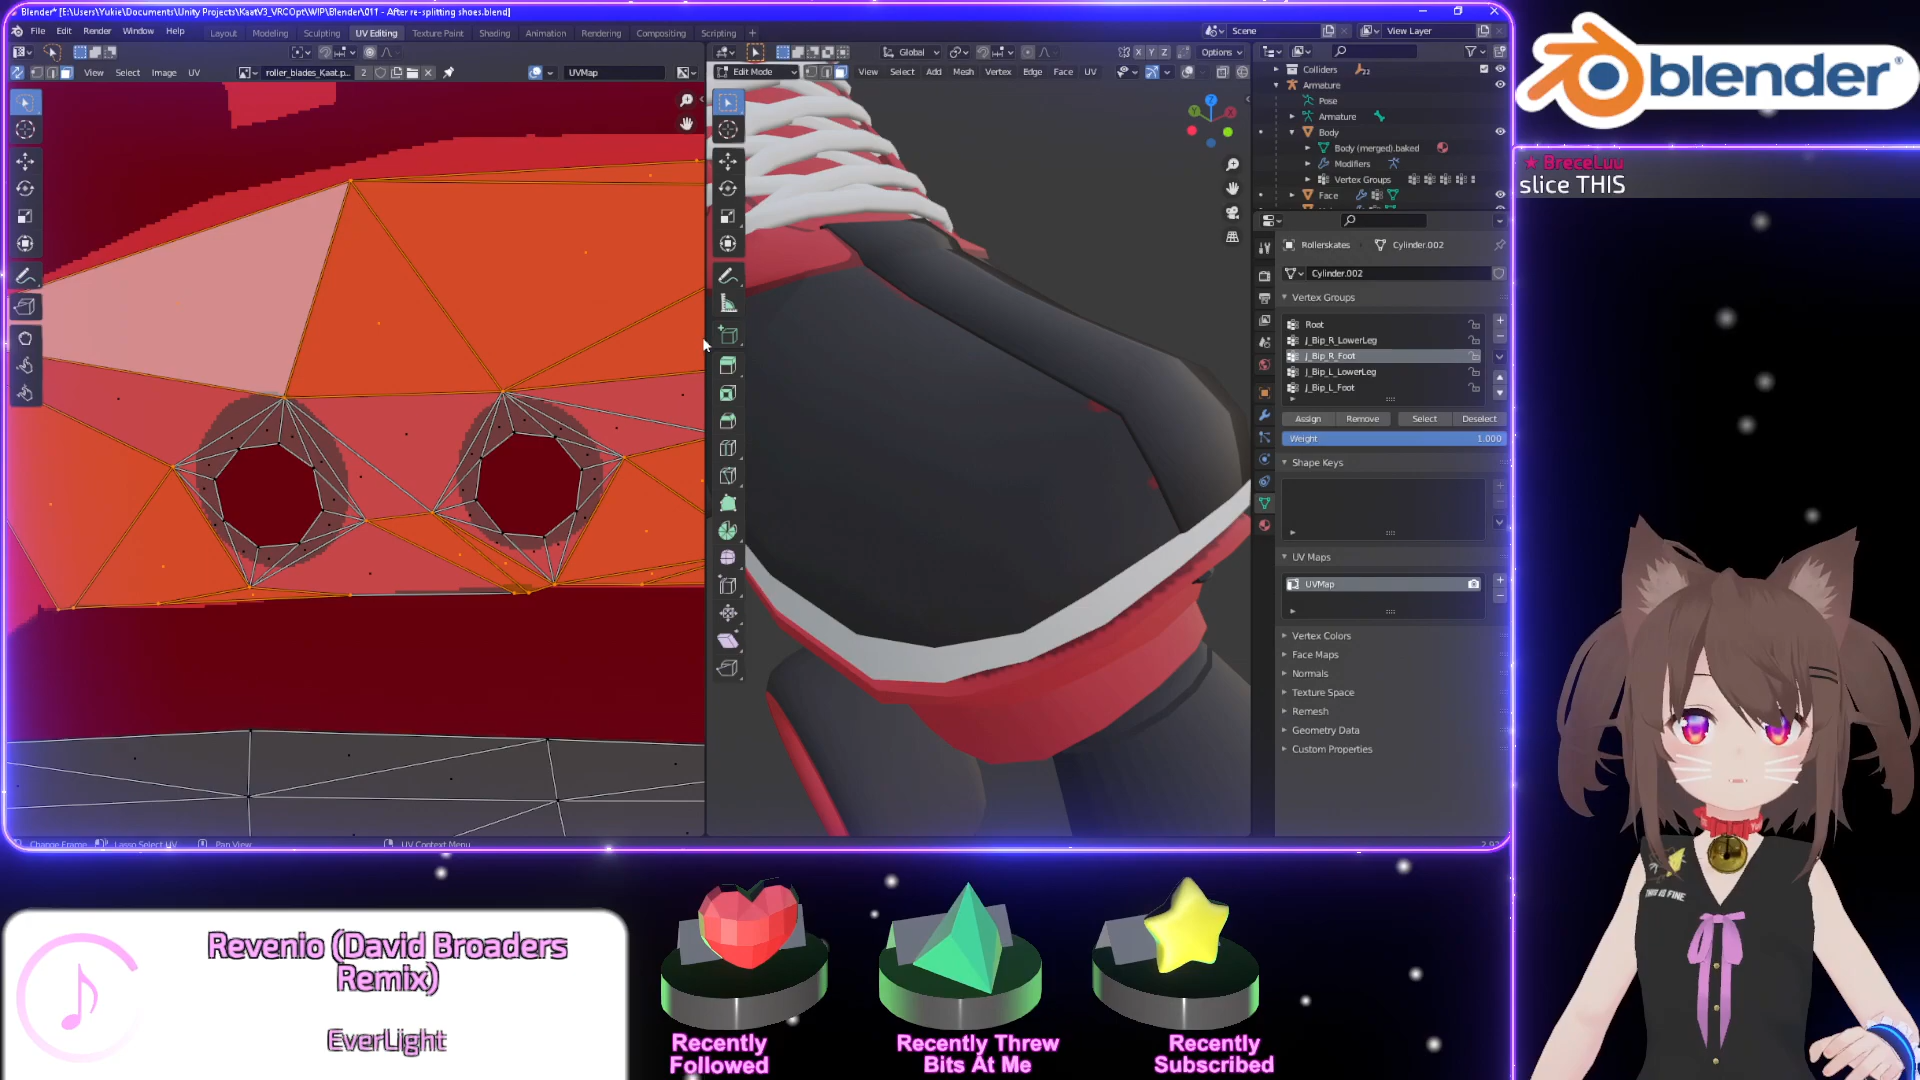 Blender* [E:\Users\Yukie\Documents\Unity Projects\KaatV3_VRCOpt\WIP\Blender\011 - After re-splitting shoes.blend]
File Edit Render Window Help
Layout Modeling Sculpting UV Editing Texture Paint Shading Animation Rendering Compositing Scripting +
Scene
View Layer
View Select Image UV
roller_blades_Kaat.p...
2
UVMap
Global
X Y Z
Options
Edit Mode
View Select Add Mesh Vertex Edge Face UV
Colliders
Armature
Pose
Armature
Body
Body (merged).baked
Modifiers
Vertex Groups
Face
Rollerskates
Cylinder.002
Cylinder.002
Vertex Groups
Root
J_Bip_R_LowerLeg
J_Bip_R_Foot
J_Bip_L_LowerLeg
J_Bip_L_Foot
Assign Remove Select Deselect
Weight 1.000
Shape Keys
UV Maps
UVMap
Vertex Colors
Face Maps
Normals
Texture Space
Remesh
Geometry Data
Custom Properties
Change Frame Lasso Select UV Pan View UV Context Menu
blender
BreceLuu
slice THIS
THIS IS FINE
Revenio (David Broaders
Remix)
EverLight
Recently
Followed
Recently Threw
Bits At Me
Recently
Subscribed